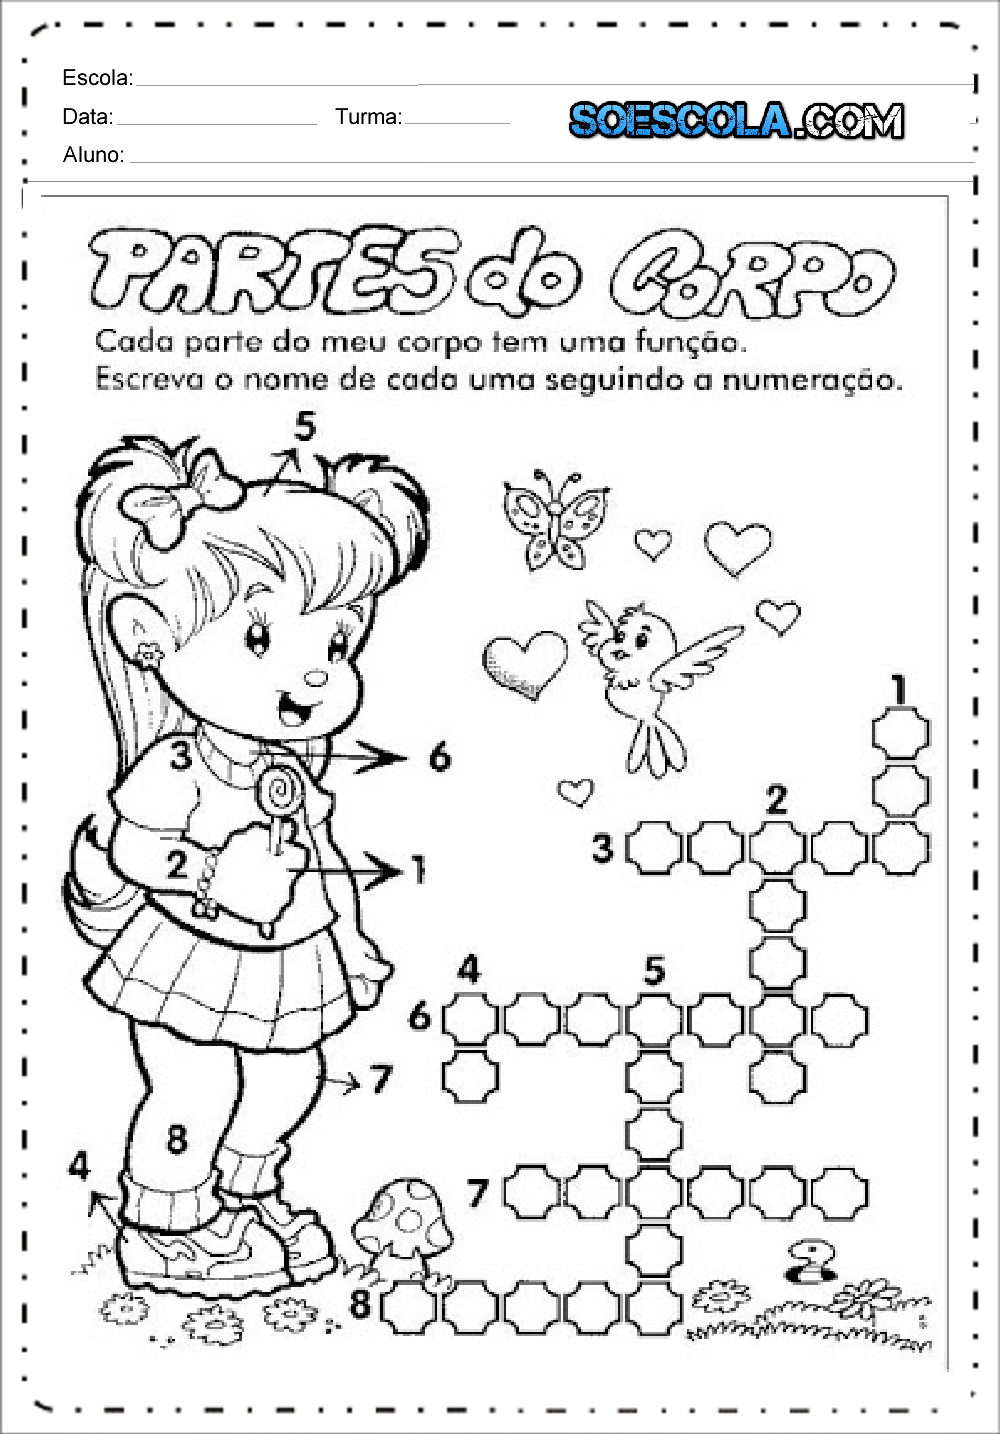 Escola:
Data: Turma: SOESCOLA.COM
Aluno:
PARTES do CORPO
Cada parte do meu corpo tem uma função.
Escreva o nome de cada uma seguindo a numeração.
5
3 6
2 1
7
8
4
1
2
3
4 5
6
7
8